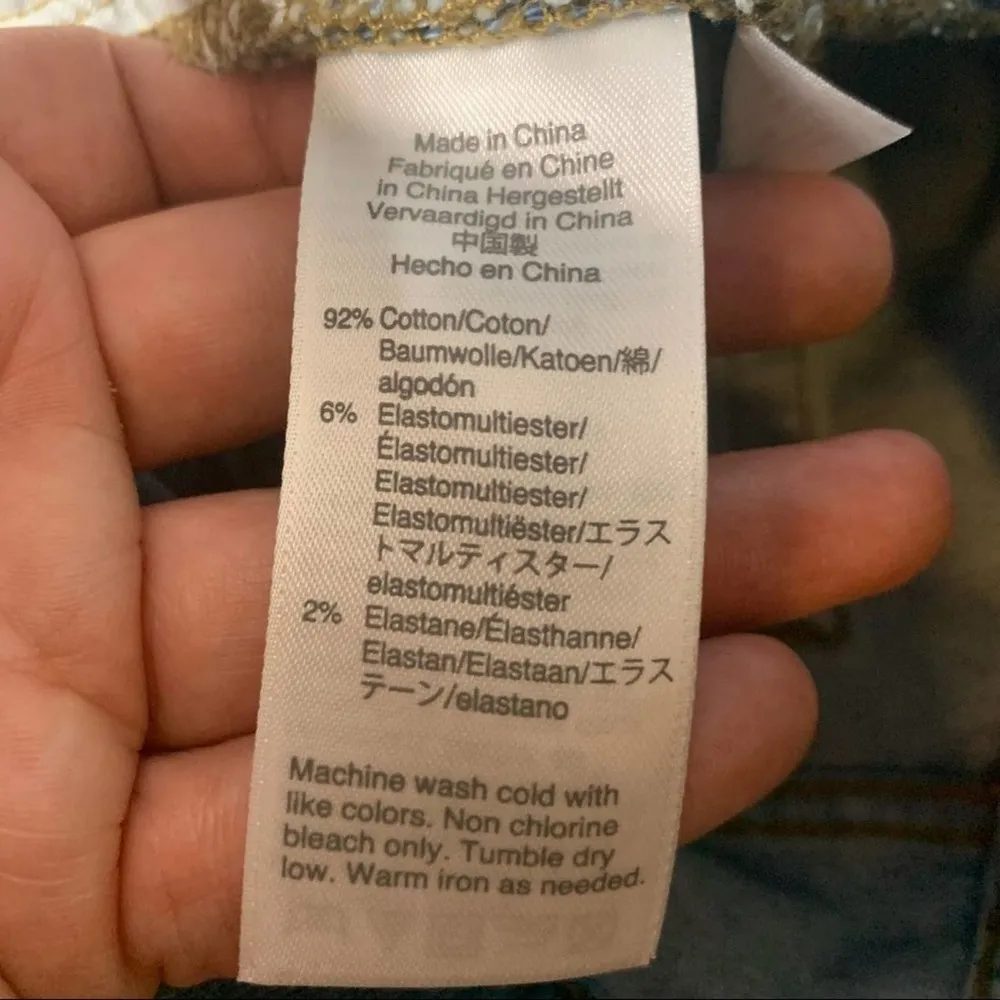 Made in China
Fabriqué en Chine
in China Hergestellt
Vervaardigd in China
中国製
Hecho en China
92% Cotton/Coton/
Baumwolle/Katoen/綿/
algodón
6% Elastomultiester/
Élastomultiester/
Elastomultiester/
Elastomultiëster/エラス
トマルティスター/
elastomultiéster
2% Elastane/Élasthanne/
Elastan/Elastaan/エラス
テーン/elastano
Machine wash cold with
like colors. Non chlorine
bleach only. Tumble dry
low. Warm iron as needed.